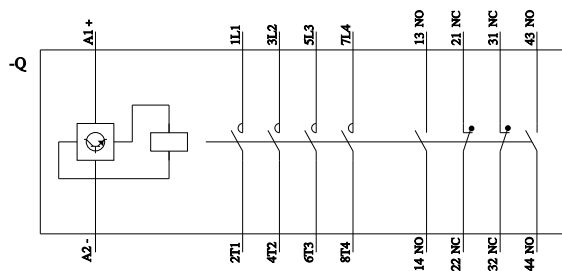 A1 +
1L1
3L2
5L3
7L4
13 NO
21 NC
31 NC
43 NO
-Q
A2 -
2T1
4T2
6T3
8T4
14 NO
22 NC
32 NC
44 NO